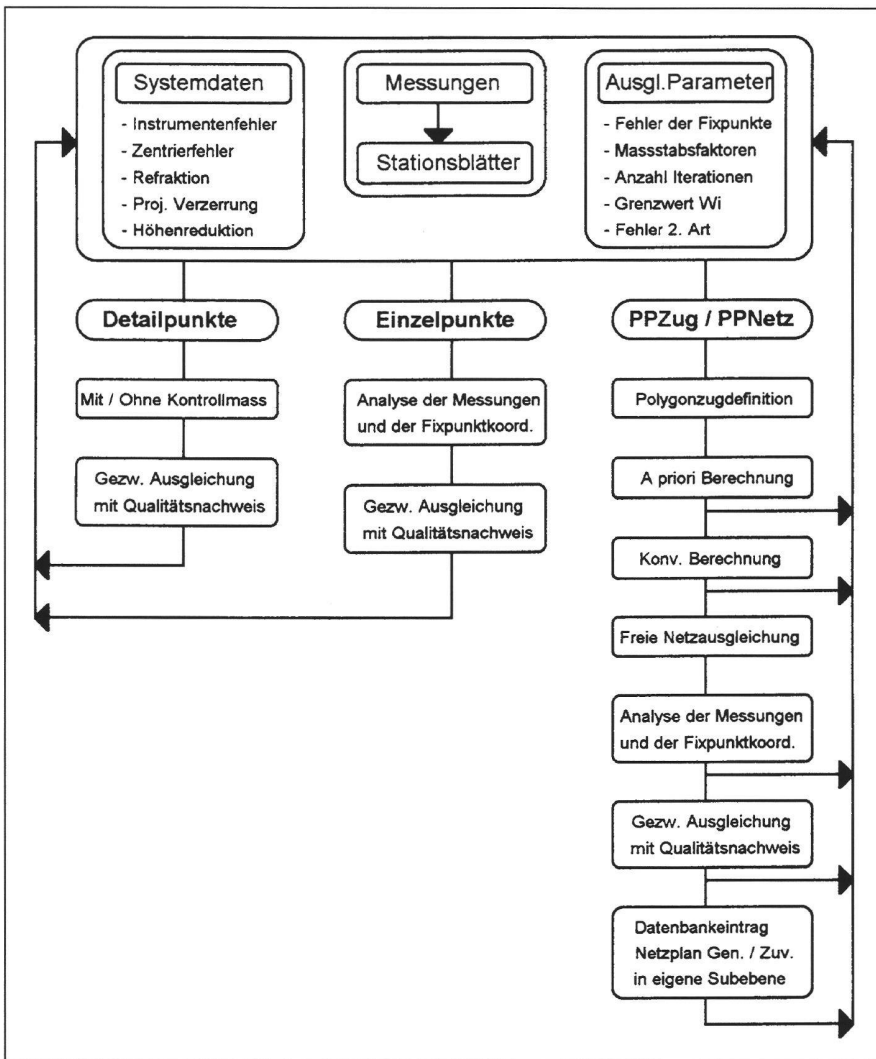 Systemdaten
- Instrumentenfehler
- Zentrierfehler
- Refraktion
- Proj. Verzerrung
- Höhenreduktion
Messungen
Stationsblätter
Ausgl.Parameter
- Fehler der Fixpunkte
- Massstabsfaktoren
- Anzahl Iterationen
- Grenzwert Wi
- Fehler 2. Art
Detailpunkte
Mit / Ohne Kontrollmass
Gezw. Ausgleichung
mit Qualitätsnachweis
Einzelpunkte
Analyse der Messungen
und der Fixpunktkoord.
Gezw. Ausgleichung
mit Qualitätsnachweis
PPZug / PPNetz
Polygonzugdefinition
A priori Berechnung
Konv. Berechnung
Freie Netzausgleichung
Analyse der Messungen
und der Fixpunktkoord.
Gezw. Ausgleichung
mit Qualitätsnachweis
Datenbankeintrag
Netzplan Gen. / Zuv.
in eigene Subebene